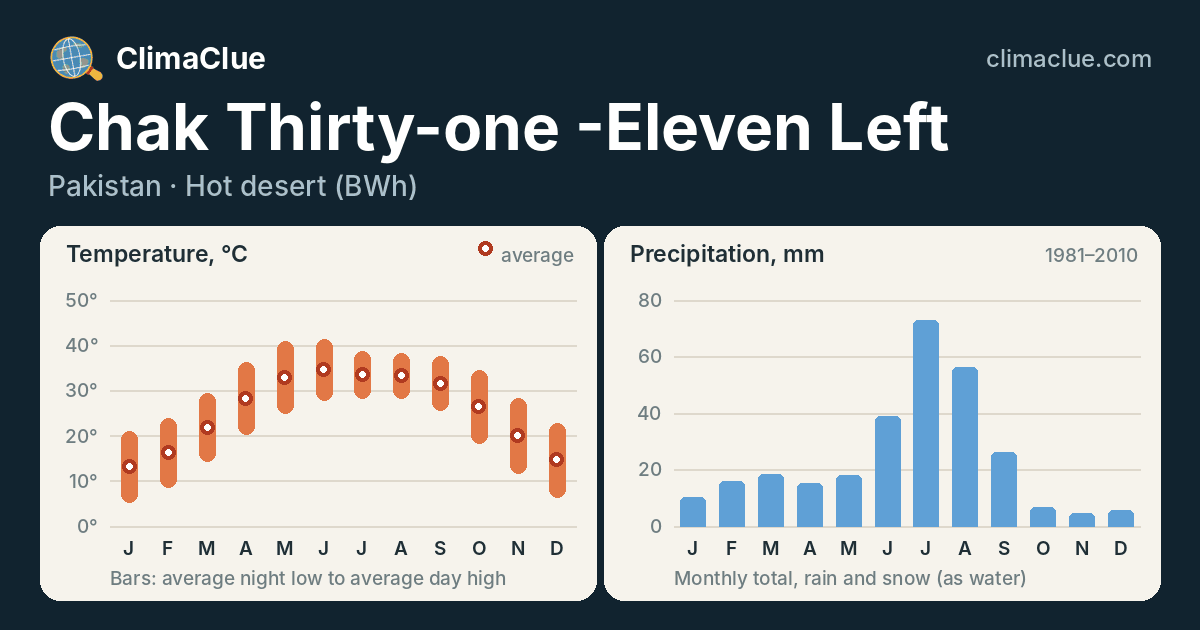 ClimaClue
climaclue.com
Chak Thirty-one -Eleven Left
Pakistan · Hot desert (BWh)
Temperature, °C
average
50°
40°
30°
20°
10°
0°
J F M A M J J A S O N D
Bars: average night low to average day high
Precipitation, mm
1981–2010
80
60
40
20
0
J F M A M J J A S O N D
Monthly total, rain and snow (as water)